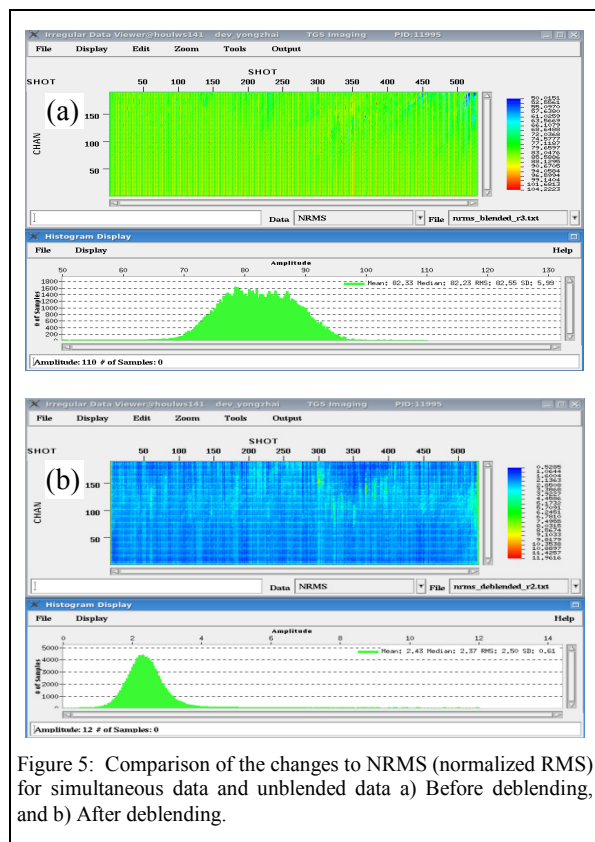 Irregular Data Viewer@houlws141 dev_yongzhai TGS Imaging PID:11995
File Display Edit Zoom Tools Output
SHOT
SHOT 50 100 150 200 250 300 350 400 450 500
(a)
150
100
50
CHAN
Data NRMS File nrms_blended_r3.txt
Histogram Display
File Display Help
Amplitude
50 60 70 80 90 100 110 120 130
Mean: 82.33 Median: 82.23 RMS: 82.55 SD: 5.99
1800
1600
1400
1200
1000
800
600
400
200
0
# of Samples
Amplitude: 110 # of Samples: 0
Irregular Data Viewer@houlws141 dev_yongzhai TGS Imaging PID:11995
File Display Edit Zoom Tools Output
SHOT
SHOT 50 100 150 200 250 300 350 400 450 500
(b)
150
100
50
CHAN
Data NRMS File nrms_deblended_r2.txt
Histogram Display
File Display Help
Amplitude
0 2 4 6 8 10 12 14
Mean: 2.43 Median: 2.37 RMS: 2.50 SD: 0.61
5000
4000
3000
2000
1000
0
# of Samples
Amplitude: 12 # of Samples: 0
Figure 5: Comparison of the changes to NRMS (normalized RMS)
for simultaneous data and unblended data a) Before deblending,
and b) After deblending.